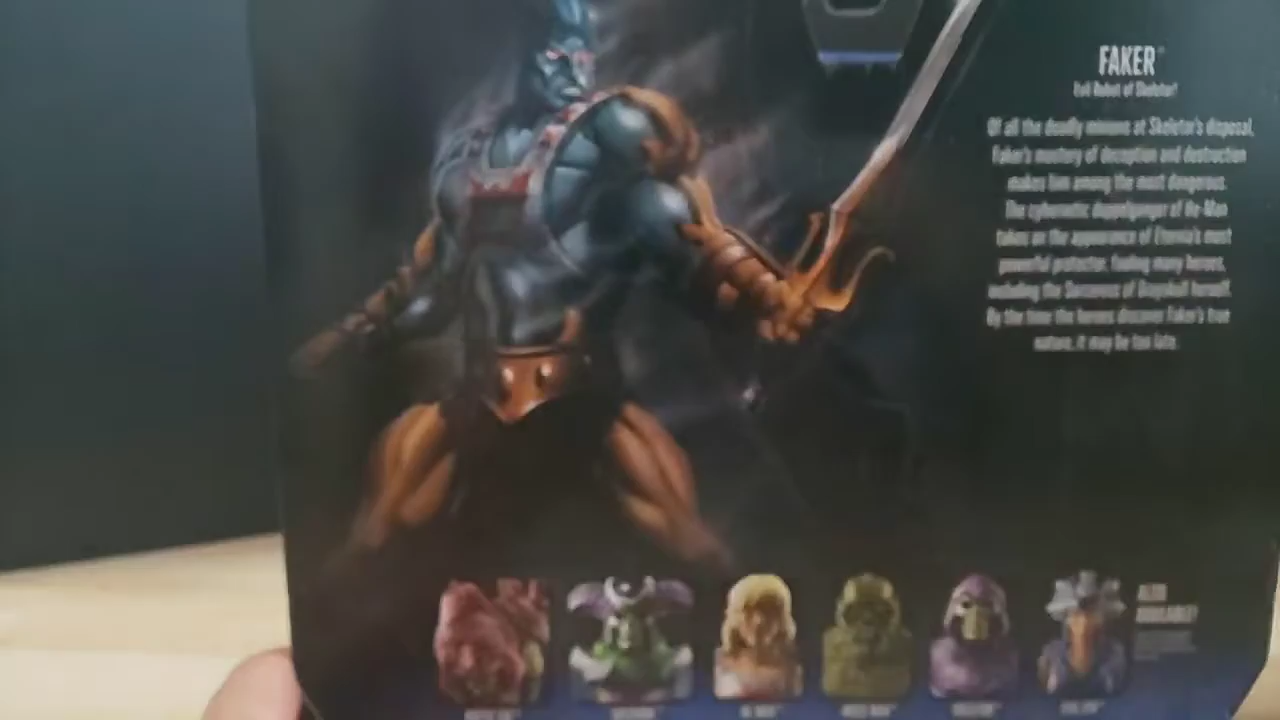 FAKER
Evil Robot of Skeletor!
Of all the deadly minions at Skeletor's disposal,
Faker's mastery of deception and destruction
makes him among the most dangerous.
The cybernetic doppelganger of He-Man
takes on the appearance of Eternia's most
powerful protector, fooling many heroes,
including the Sorceress of Grayskull herself.
By the time the heroes discover Faker's true
nature, it may be too late.
ALSO
AVAILABLE!